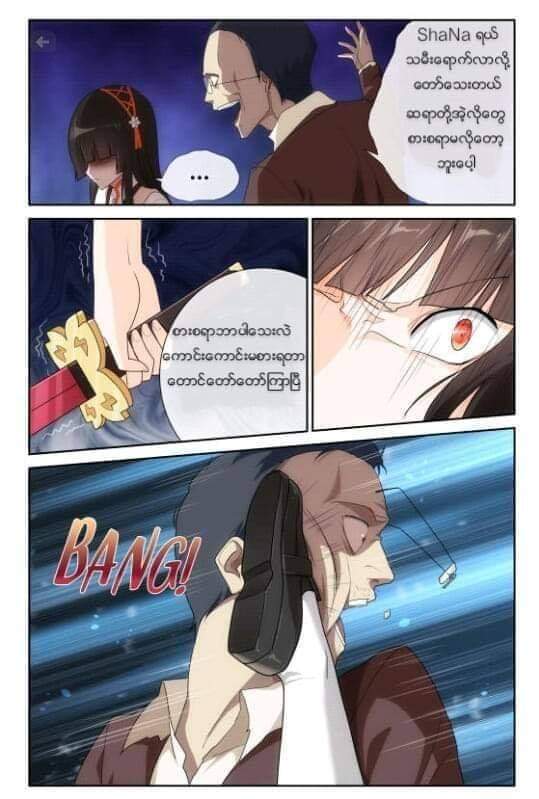 ShaNa ရယ်
သမီးရောက်လာလို့
တော်သေးတယ်
ဆရာတို့အဲ့လိုတွေ
စားစရာမလိုတော့
ဘူးပေါ့
...
စားစရာဘာပါသေးလဲ
ကောင်းကောင်းမစားရတာ
တောင်တော်တော်ကြာပြီ
BANG!